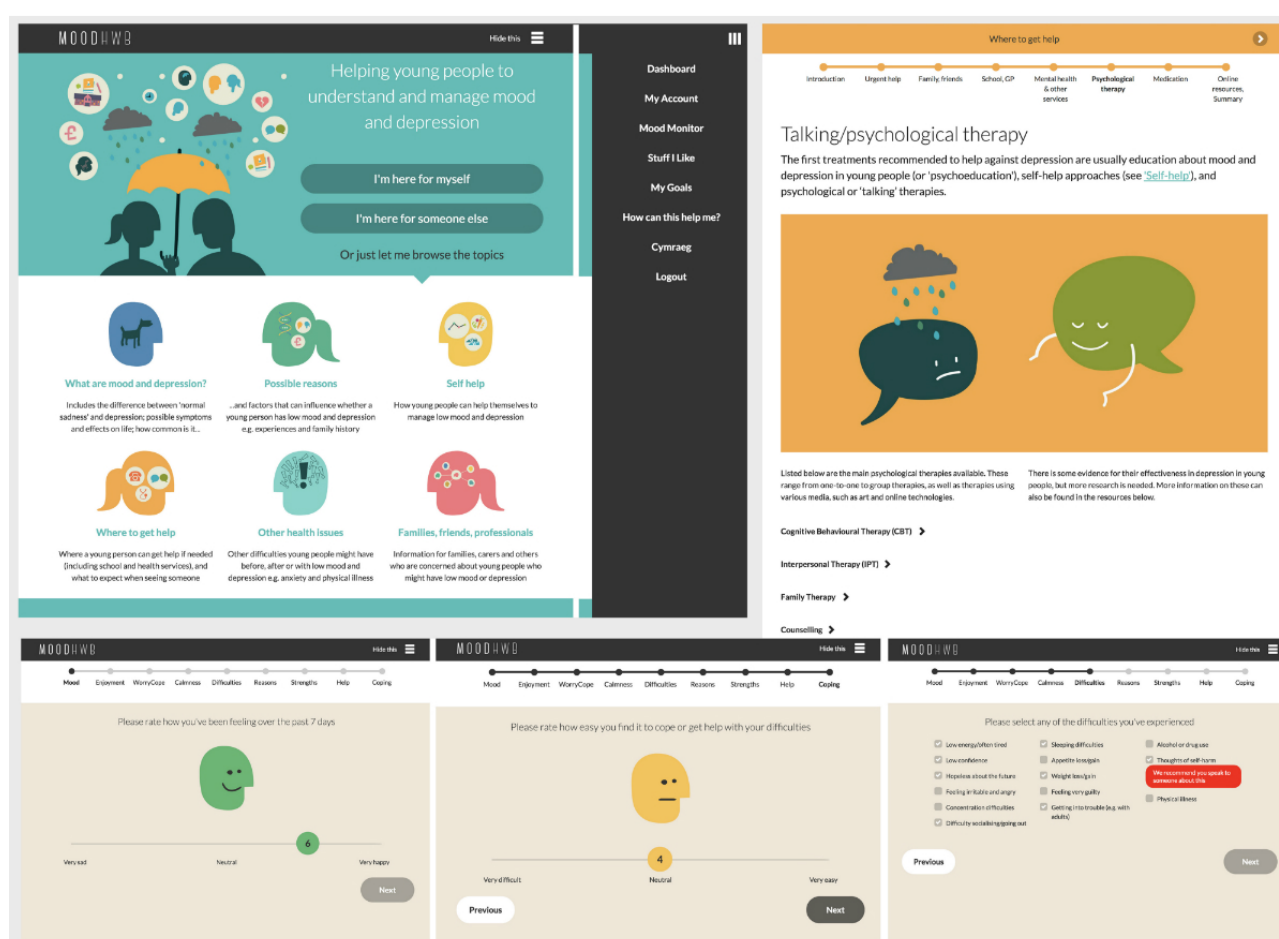 MOODHWB
Hide this
Helping young people to
understand and manage mood
and depression
I'm here for myself
I'm here for someone else
Or just let me browse the topics
What are mood and depression?
Includes the difference between 'normal
sadness' and depression; possible symptoms
and effects on life; how common is it...
Possible reasons
...and factors that can influence whether a
young person has low mood and depression
e.g. experiences and family history
Self help
How young people can help themselves to
manage low mood and depression
Where to get help
Where a young person can get help if needed
(including school and health services), and
what to expect when seeing someone
Other health issues
Other difficulties young people might have
before, after or with low mood and
depression e.g. anxiety and physical illness
Families, friends, professionals
Information for families, carers and others
who are concerned about young people who
might have low mood or depression
Dashboard
My Account
Mood Monitor
Stuff I Like
My Goals
How can this help me?
Cymraeg
Logout
Where to get help
Introduction
Urgent help
Family, friends
School, GP
Mental health
& other
services
Psychological
therapy
Medication
Online
resources,
Summary
Talking/psychological therapy
The first treatments recommended to help against depression are usually education about mood and
depression in young people (or 'psychoeducation'), self-help approaches (see 'Self-help'), and
psychological or 'talking' therapies.
Listed below are the main psychological therapies available. These
range from one-to-one to group therapies, as well as therapies using
various media, such as art and online technologies.
There is some evidence for their effectiveness in depression in young
people, but more research is needed. More information on these can
also be found in the resources below.
Cognitive Behavioural Therapy (CBT)
Interpersonal Therapy (IPT)
Family Therapy
Counselling
MOODHWB
Hide this
Mood Enjoyment WorryCope Calmness Difficulties Reasons Strengths Help Coping
Please rate how you've been feeling over the past 7 days
6
Very sad Neutral Very happy
Next
MOODHWB
Hide this
Mood Enjoyment WorryCope Calmness Difficulties Reasons Strengths Help Coping
Please rate how easy you find it to cope or get help with your difficulties
4
Very difficult Neutral Very easy
Previous
Next
MOODHWB
Hide this
Mood Enjoyment WorryCope Calmness Difficulties Reasons Strengths Help Coping
Please select any of the difficulties you've experienced
Low energy/often tired
Low confidence
Hopeless about the future
Feeling irritable and angry
Concentration difficulties
Difficulty socialising/going out
Sleeping difficulties
Appetite loss/gain
Weight loss/gain
Feeling very guilty
Getting into trouble (e.g. with
adults)
Alcohol or drug use
Thoughts of self-harm
We recommend you speak to
someone about this
Physical illness
Previous
Next